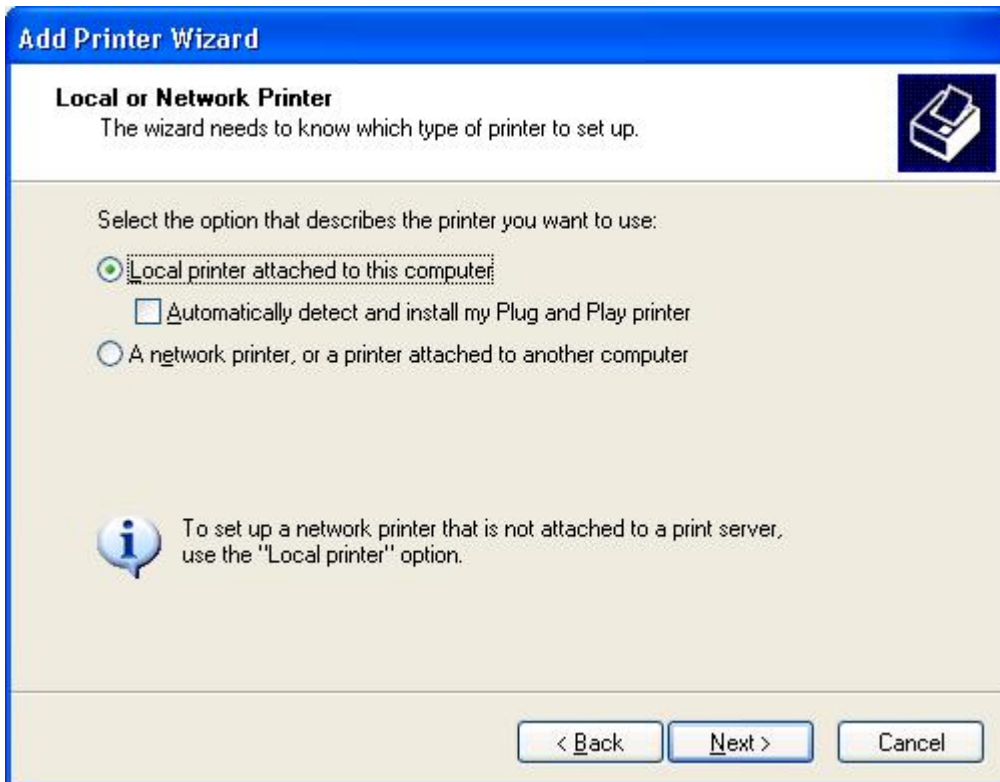 Add Printer Wizard
Local or Network Printer
The wizard needs to know which type of printer to set up.
Select the option that describes the printer you want to use:
Local printer attached to this computer
Automatically detect and install my Plug and Play printer
A network printer, or a printer attached to another computer
To set up a network printer that is not attached to a print server,
use the "Local printer" option.
< Back Next > Cancel